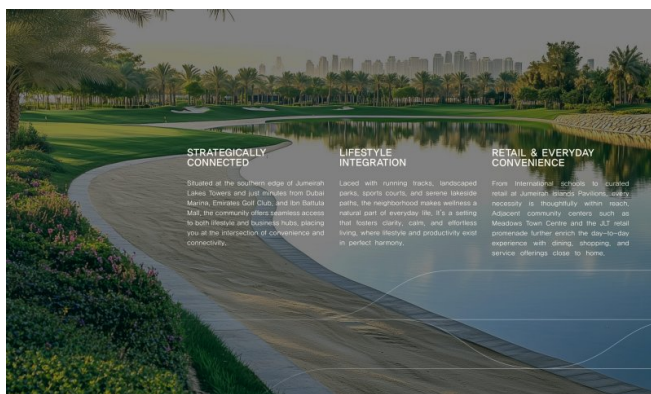 STRATEGICALLY
CONNECTED
Situated at the southern edge of Jumeirah
Lakes Towers and just minutes from Dubai
Marina, Emirates Golf Club, and Ibn Battuta
Mall, the community offers seamless access
to both lifestyle and business hubs, placing
you at the intersection of convenience and
connectivity.
LIFESTYLE
INTEGRATION
Laced with running tracks, landscaped
parks, sports courts, and serene lakeside
paths, the neighborhood makes wellness a
natural part of everyday life. It's a setting
that fosters clarity, calm, and effortless
living, where lifestyle and productivity exist
in perfect harmony.
RETAIL & EVERYDAY
CONVENIENCE
From International schools to curated
retail at Jumeirah Islands Pavilions, every
necessity is thoughtfully within reach.
Adjacent community centers such as
Meadows Town Centre and the JLT retail
promenade further enrich the day-to-day
experience with dining, shopping, and
service offerings close to home.